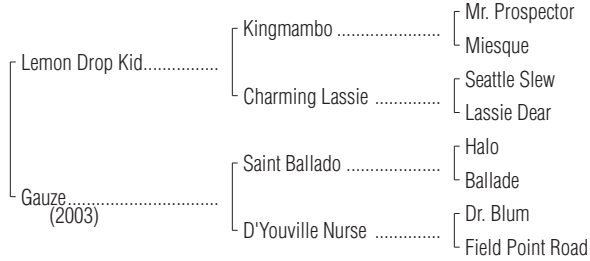 Mr. Prospector
Kingmambo ....................
Miesque
Lemon Drop Kid...............
Seattle Slew
Charming Lassie .............
Lassie Dear
Halo
Saint Ballado ..................
Ballade
Gauze..............................
(2003)
Dr. Blum
D'Youville Nurse .............
Field Point Road